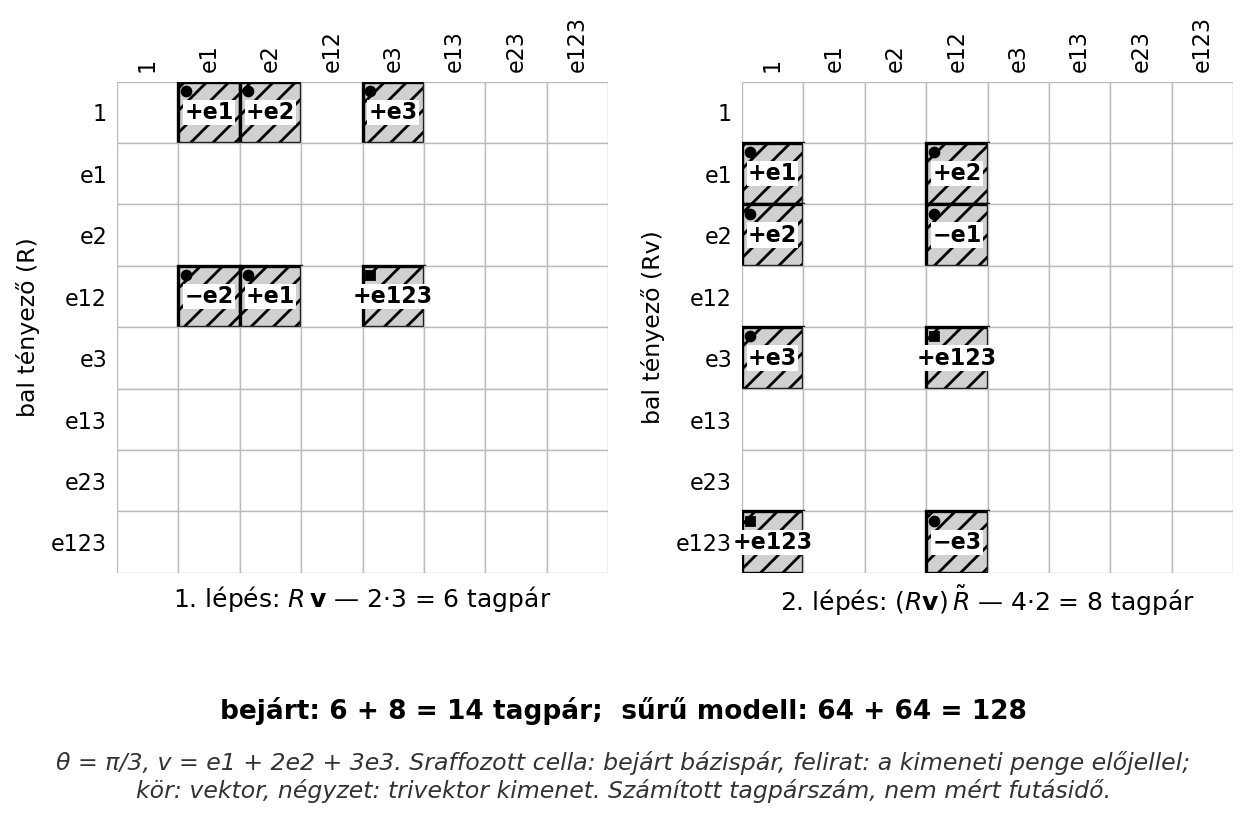 1 e1 e2 e12 e3 e13 e23 e123
1 +e1 +e2 +e3
e1
e2
e12 −e2 +e1 +e123
e3
e13
e23
e123
bal tényező (R)
1. lépés: R v — 2·3 = 6 tagpár
1 e1 e2 e12 e3 e13 e23 e123
1
e1 +e1 +e2
e2 +e2 −e1
e12
e3 +e3 +e123
e13
e23
e123 +e123 −e3
bal tényező (Rv)
2. lépés: (Rv) R̃ — 4·2 = 8 tagpár
bejárt: 6 + 8 = 14 tagpár; sűrű modell: 64 + 64 = 128
θ = π/3, v = e1 + 2e2 + 3e3. Sraffozott cella: bejárt bázispár, felirat: a kimeneti penge előjellel;
kör: vektor, négyzet: trivektor kimenet. Számított tagpárszám, nem mért futásidő.